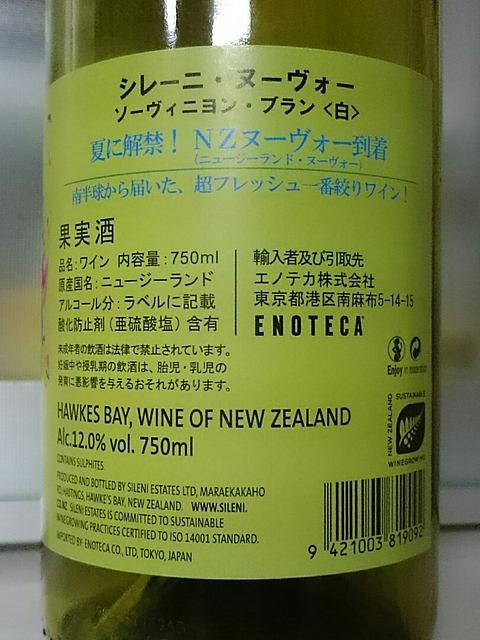 シレーニ・ヌーヴォー
ソーヴィニヨン・ブラン〈白〉
夏に解禁！ NZヌーヴォー到着
（ニュージーランド・ヌーヴォー）
南半球から届いた、超フレッシュ一番搾りワイン！
果実酒
品名：ワイン 内容量：750ml
原産国名：ニュージーランド
アルコール分：ラベルに記載
酸化防止剤（亜硫酸塩）含有
輸入者及び引取先
エノテカ株式会社
東京都港区南麻布5-14-15
ENOTECA
未成年者の飲酒は法律で禁止されています。
妊娠中や授乳期の飲酒は、胎児・乳児の
発育に悪影響を与えるおそれがあります。
Enjoy in moderation
HAWKES BAY, WINE OF NEW ZEALAND
Alc.12.0% vol. 750ml
NEW ZEALAND
SUSTAINABLE
WINEGROWING
CONTAINS SULPHITES
PRODUCED AND BOTTLED BY SILENI ESTATES LTD, MARAEKAKAHO
RD, HASTINGS, HAWKE'S BAY, NEW ZEALAND. WWW.SILENI.
CO.NZ SILENI ESTATES IS COMMITTED TO SUSTAINABLE
WINEGROWING PRACTICES CERTIFIED TO ISO 14001 STANDARD.
IMPORTED BY ENOTECA CO., LTD, TOKYO, JAPAN
9 421003 819092